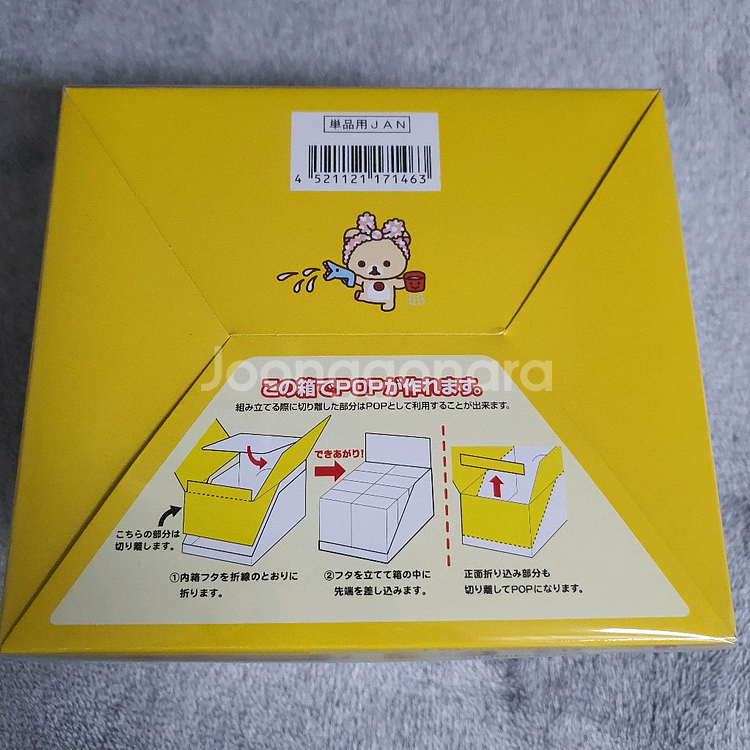 単品用JAN
4 521121 171463
Joonggonara
この箱でPOPが作れます。
組み立てる際に切り離した部分はPOPとして利用することが出来ます。
できあがり!
こちらの部分は
切り離します。
①内箱フタを折線のとおりに
折ります。
②フタを立てて箱の中に
先端を差し込みます。
正面折り込み部分も
切り離してPOPになります。